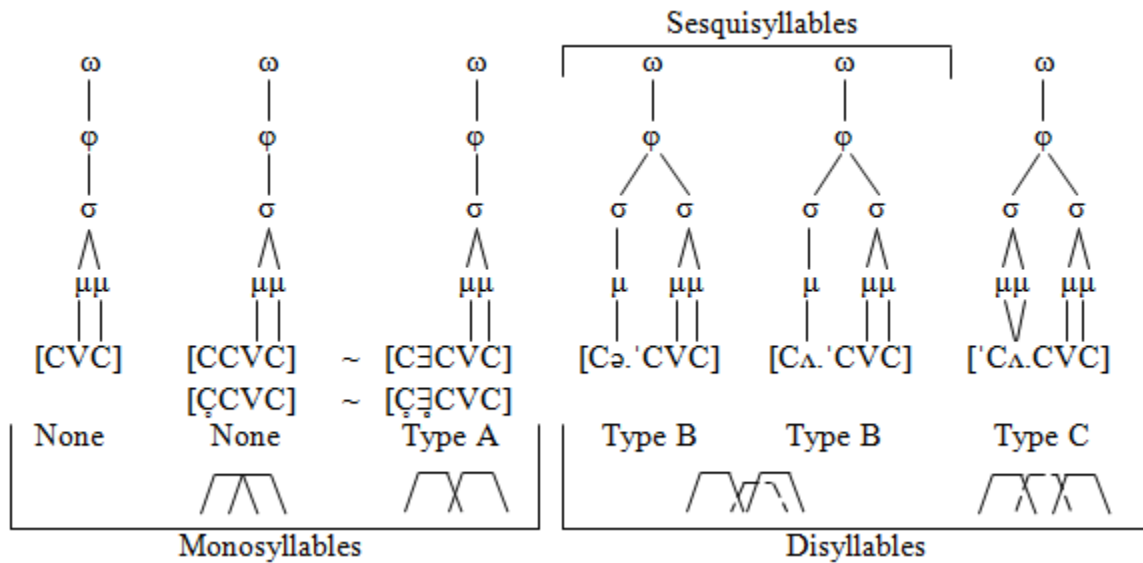 Sesquisyllables
ω ω ω ω ω ω
φ φ φ φ φ φ
σ σ σ σ σ σ σ σ σ
μμ μμ μμ μ μμ μ μμ μμ μμ
[CVC] [CCVC] ~ [CƎCVC] [Cə.ˈCVC] [Cʌ.ˈCVC] [ˈCʌ.CVC]
[C̥CVC] ~ [C̥Ǝ̥CVC]
None None Type A Type B Type B Type C
Monosyllables Disyllables